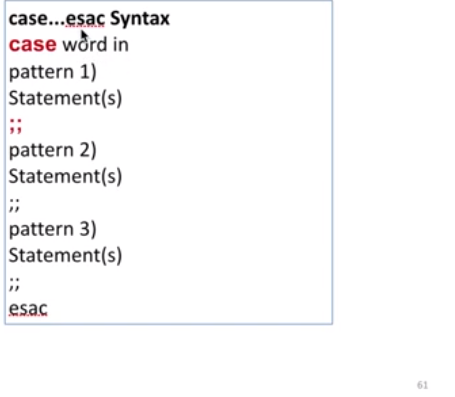 case...esac Syntax
case word in
pattern 1)
Statement(s)
;;
pattern 2)
Statement(s)
;;
pattern 3)
Statement(s)
;;
esac
61